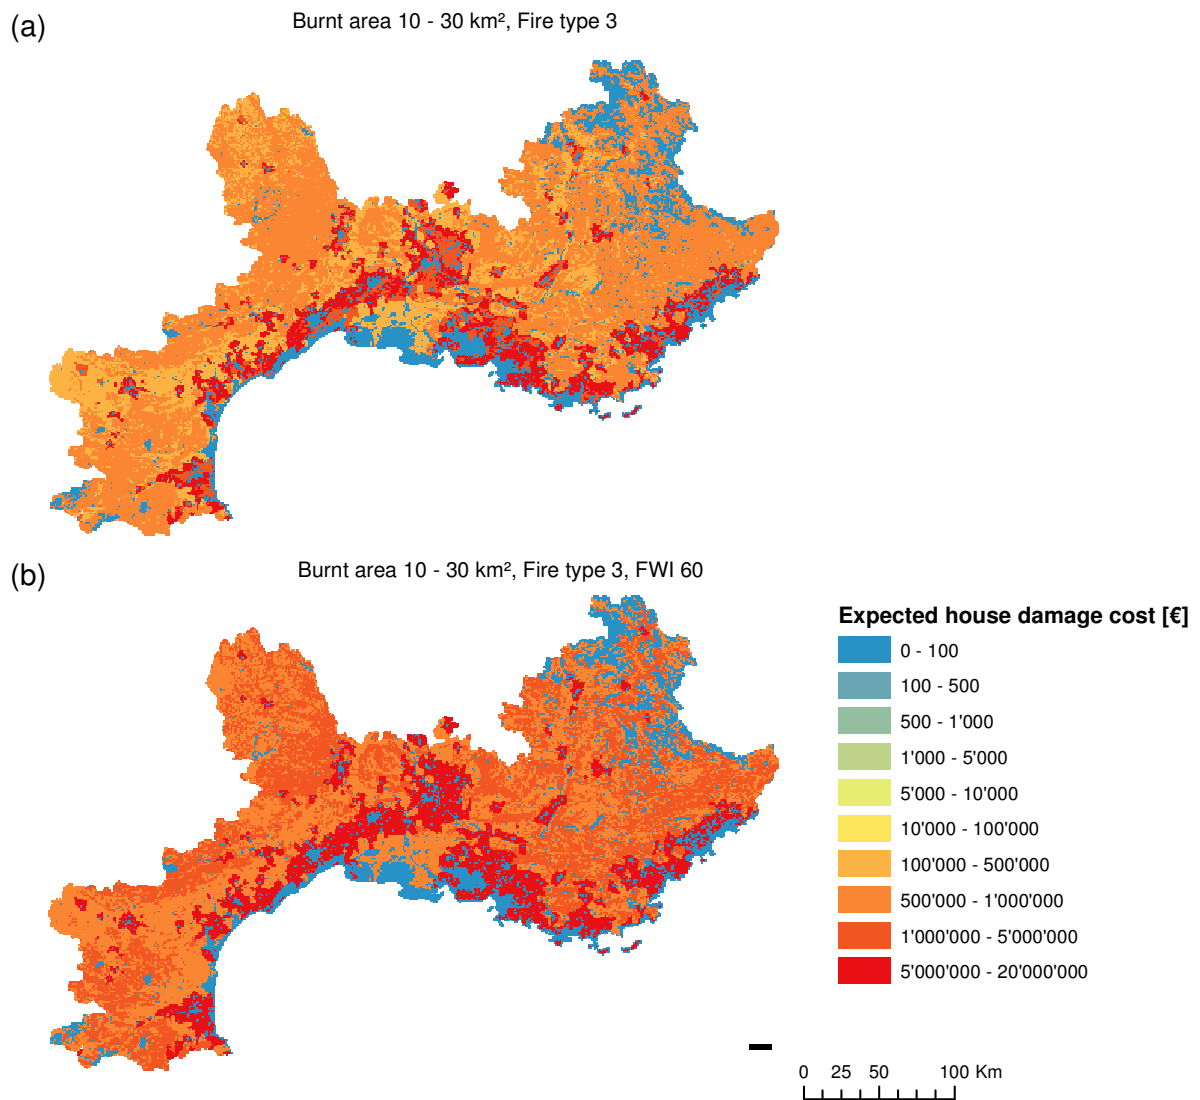 (a)
Burnt area 10 - 30 km², Fire type 3
(b)
Burnt area 10 - 30 km², Fire type 3, FWI 60
Expected house damage cost [€]
0 - 100
100 - 500
500 - 1'000
1'000 - 5'000
5'000 - 10'000
10'000 - 100'000
100'000 - 500'000
500'000 - 1'000'000
1'000'000 - 5'000'000
5'000'000 - 20'000'000
0 25 50 100 Km